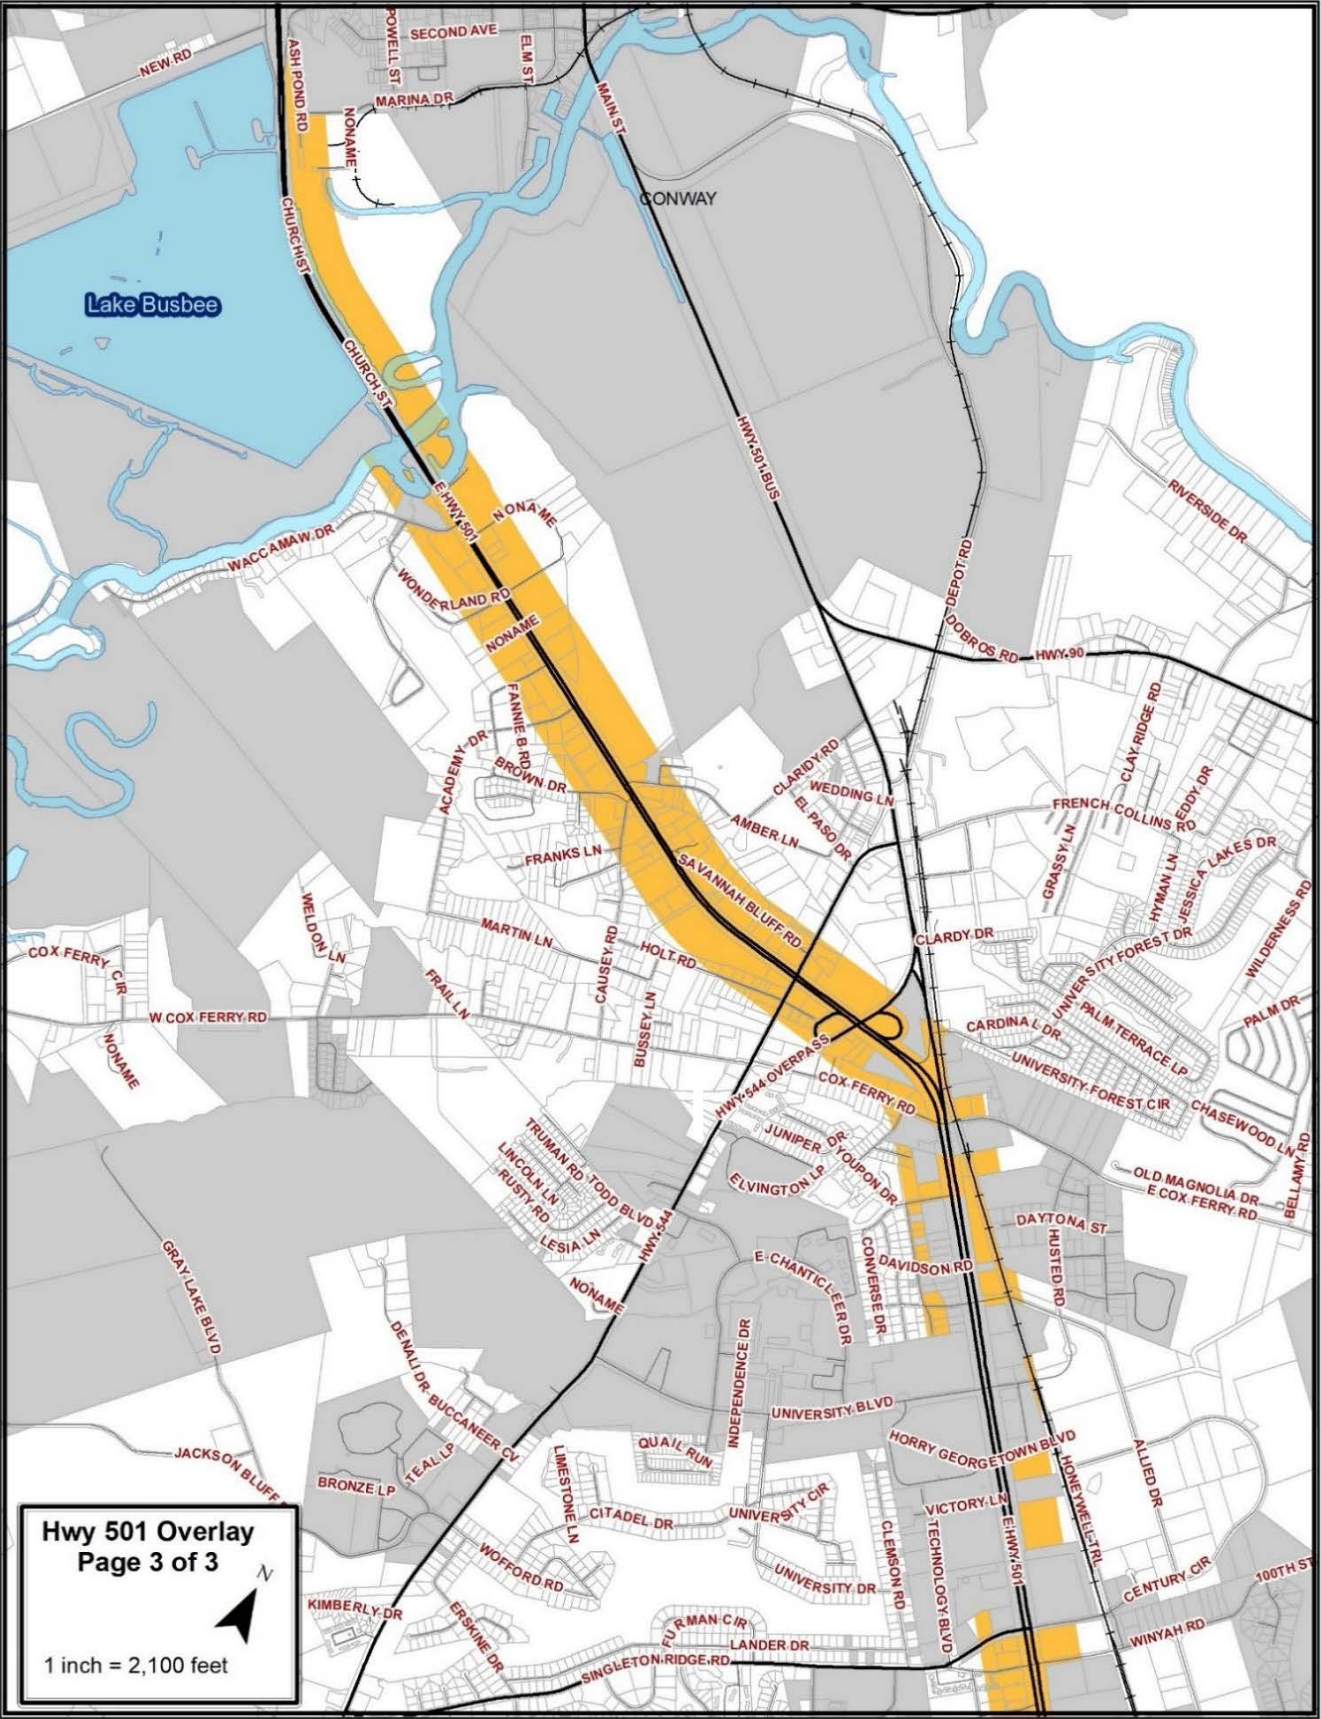 SECOND AVE
POWELL ST
ELM ST
NEW RD
ASH POND RD
MARINA DR
NONAME
MAIN ST
CONWAY
CHURCH ST
Lake Busbee
CHURCH ST
HWY 501 BUS
E HWY 501
NONAME
RIVERSIDE DR
WACCAMAW DR
WONDERLAND RD
NONAME
DEPOT RD
DOBROS RD
HWY 90
FANNIE B RD
ACADEMY DR
BROWN DR
CLARIDY RD
WEDDING LN
EL PASO DR
AMBER LN
CLAY RIDGE RD
EDDY DR
FRENCH COLLINS RD
FRANKS LN
SAVANNAH BLUFF RD
GRASSY LN
HYMAN LN
JESSICA LAKES DR
WILDERNESS RD
WELDON LN
MARTIN LN
CAUSEY RD
HOLT RD
CLARDY DR
UNIVERSITY FOREST DR
COX FERRY CIR
FRAIL LN
W COX FERRY RD
BUSSEY LN
CARDINAL DR
PALM TERRACE LP
PALM DR
NONAME
HWY 544 OVERPASS
COX FERRY RD
UNIVERSITY FOREST CIR
CHASEWOOD LN
TRUMAN RD
LINCOLN LN
RUSTY RD
TODD BLVD
LESIA LN
JUNIPER DR
YOUPON DR
ELVINGTON LP
OLD MAGNOLIA DR
E COX FERRY RD
BELLAMY RD
HWY 544
DAYTONA ST
HUSTED RD
GRAY LAKE BLVD
NONAME
E CHANTICLEER DR
CONVERSE DR
DAVIDSON RD
DENALI DR
BUCCANEER CV
INDEPENDENCE DR
UNIVERSITY BLVD
QUAIL RUN
HORRY GEORGETOWN BLVD
JACKSON BLUFF
BRONZE LP
TEAL LP
LIMESTONE LN
CITADEL DR
UNIVERSITY CIR
VICTORY LN
E HWY 501
HONEYWELL TRL
ALLIED DR
TECHNOLOGY BLVD
CLEMSON RD
WOFFORD RD
UNIVERSITY DR
CENTURY CIR
100TH ST
KIMBERLY DR
ERSKINE DR
FURMAN CIR
LANDER DR
SINGLETON RIDGE RD
WINYAH RD
Hwy 501 Overlay
Page 3 of 3
N
1 inch = 2,100 feet